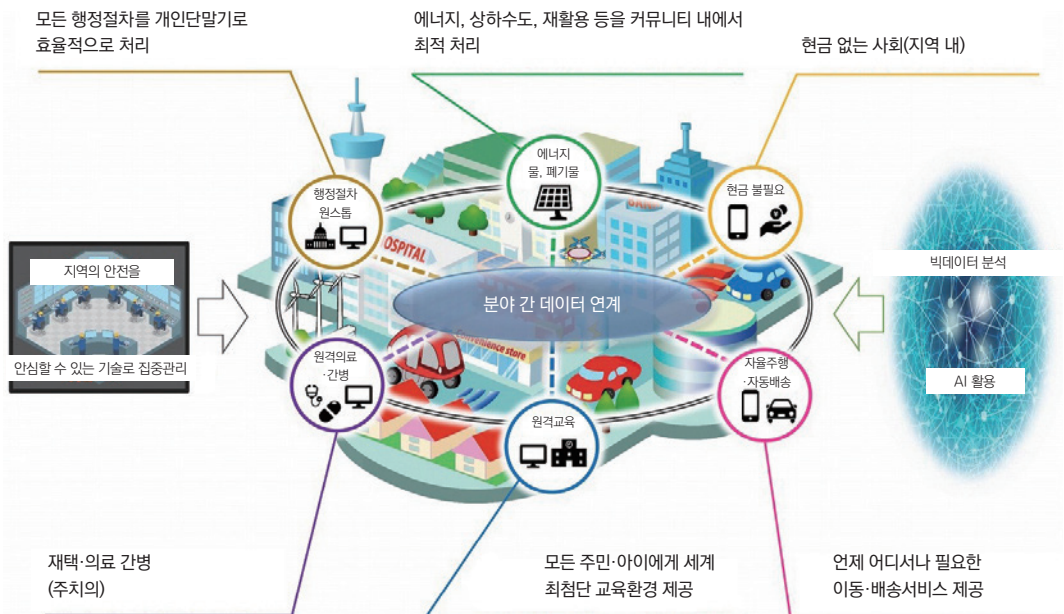 모든 행정절차를 개인단말기로
효율적으로 처리
에너지, 상하수도, 재활용 등을 커뮤니티 내에서
최적 처리
현금 없는 사회(지역 내)
에너지
물, 폐기물
행정절차
원스톱
현금 불필요
HOSPITAL
지역의 안전을
안심할 수 있는 기술로 집중관리
분야 간 데이터 연계
빅데이터 분석
AI 활용
convenience store
원격의료
·간병
자율주행
·자동배송
원격교육
재택·의료 간병
(주치의)
모든 주민·아이에게 세계
최첨단 교육환경 제공
언제 어디서나 필요한
이동·배송서비스 제공